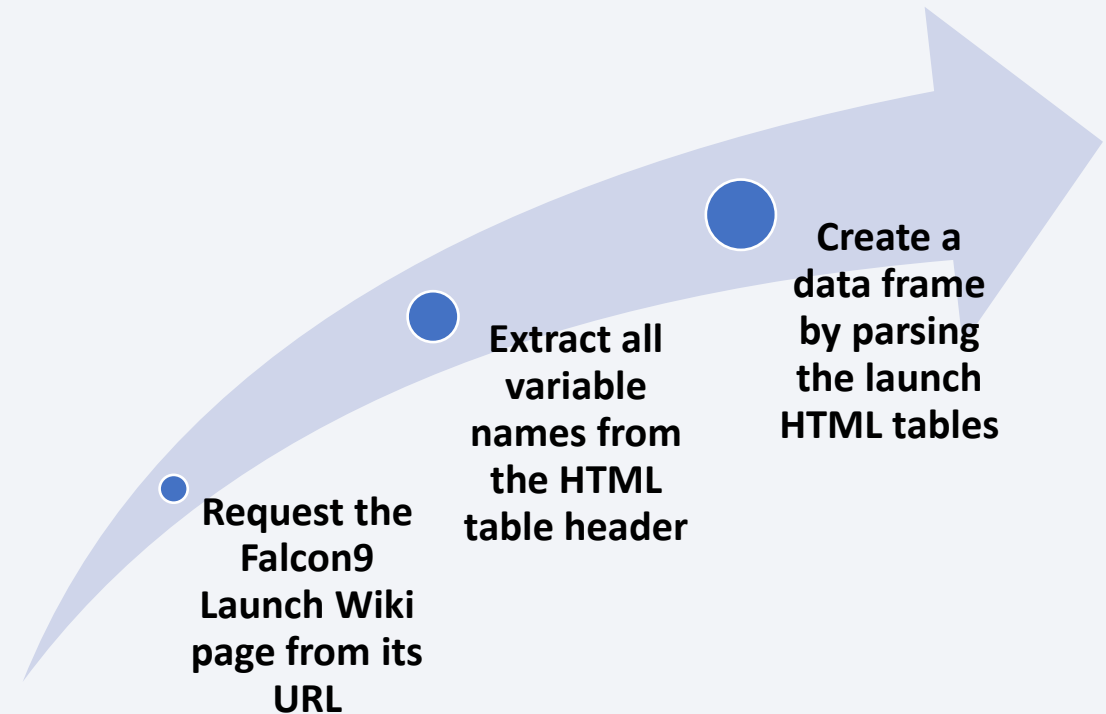 Request the
Falcon9
Launch Wiki
page from its
URL
Extract all
variable
names from
the HTML
table header
Create a
data frame
by parsing
the launch
HTML tables